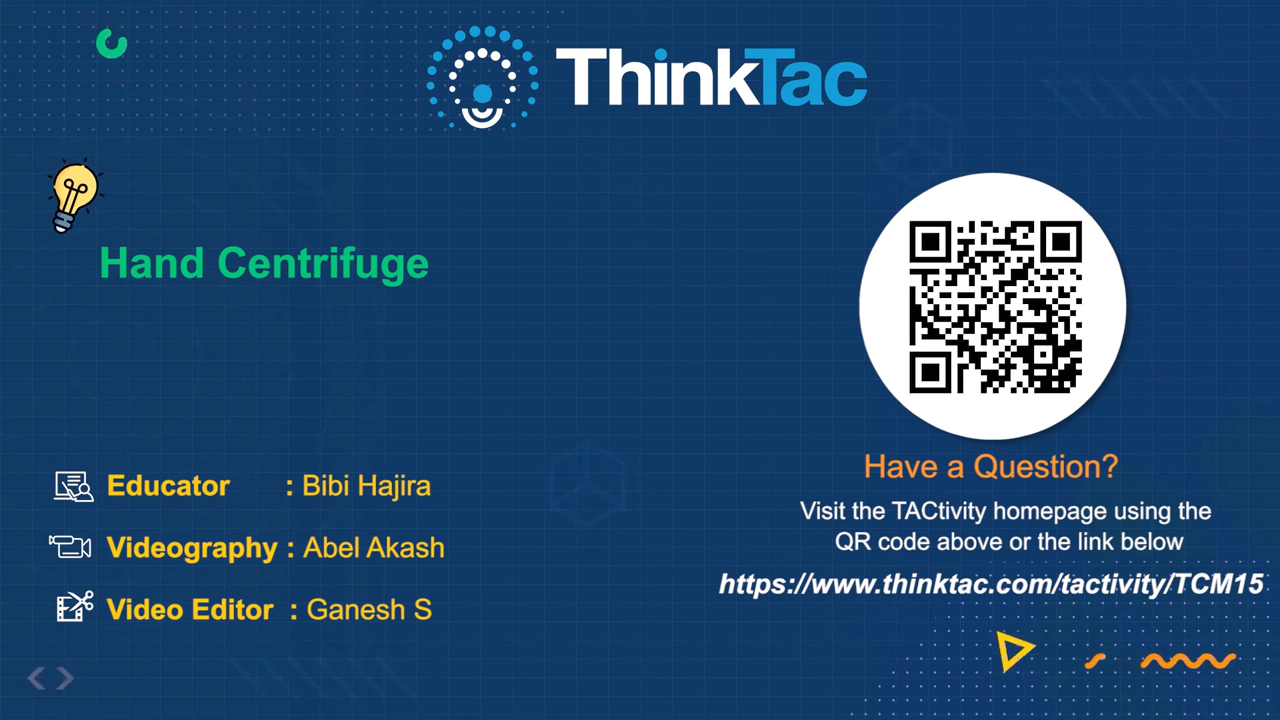 ThinkTac
Hand Centrifuge
Educator : Bibi Hajira
Videography : Abel Akash
Video Editor : Ganesh S
Have a Question?
Visit the TACtivity homepage using the
QR code above or the link below
https://www.thinktac.com/tactivity/TCM15